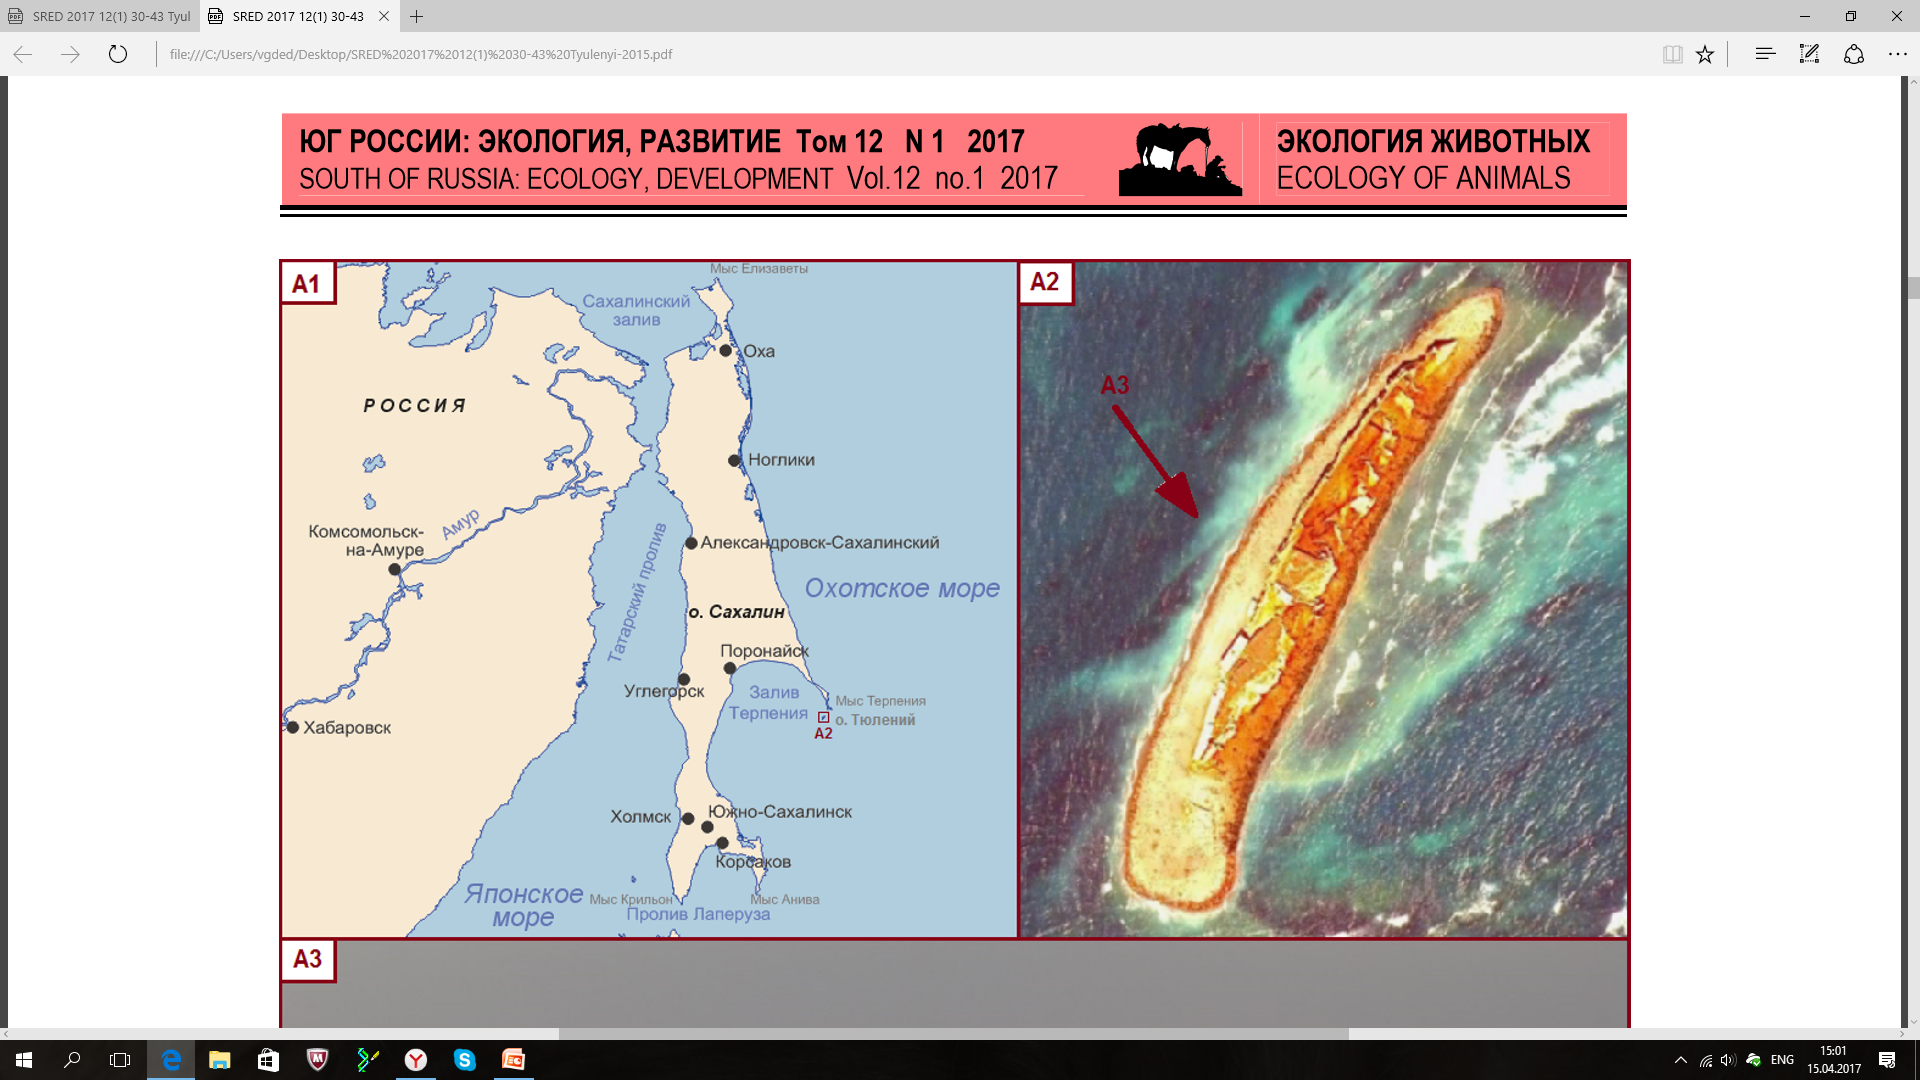 SRED 2017 12(1) 30-43 Tyul
SRED 2017 12(1) 30-43
file:///C:/Users/vgded/Desktop/SRED%202017%2012(1)%2030-43%20Tyulenyi-2015.pdf
ЮГ РОССИИ: ЭКОЛОГИЯ, РАЗВИТИЕ Том 12 N 1 2017
SOUTH OF RUSSIA: ECOLOGY, DEVELOPMENT Vol.12 no.1 2017
ЭКОЛОГИЯ ЖИВОТНЫХ
ECOLOGY OF ANIMALS
A1
Мыс Елизаветы
Сахалинский
залив
Оха
РОССИЯ
Ноглики
Комсомольск-
на-Амуре
Амур
Александровск-Сахалинский
Татарский пролив
Охотское море
о. Сахалин
Поронайск
Углегорск
Залив
Терпения
Мыс Терпения
о. Тюлений
A2
Хабаровск
Холмск
Южно-Сахалинск
Корсаков
Японское
море
Мыс Крильон
Мыс Анива
Пролив Лаперуза
A2
A3
A3
ENG
15:01
15.04.2017